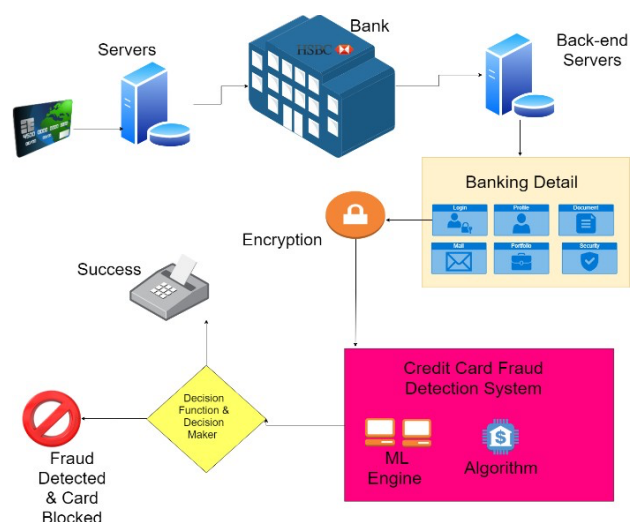 Servers
Bank
HSBC
Back-end
Servers
Banking Detail
Login
Profile
Document
Mail
Portfolio
Security
Encryption
Success
Credit Card Fraud
Detection System
ML
Engine
Algorithm
Decision
Function &
Decision
Maker
Fraud
Detected
& Card
Blocked